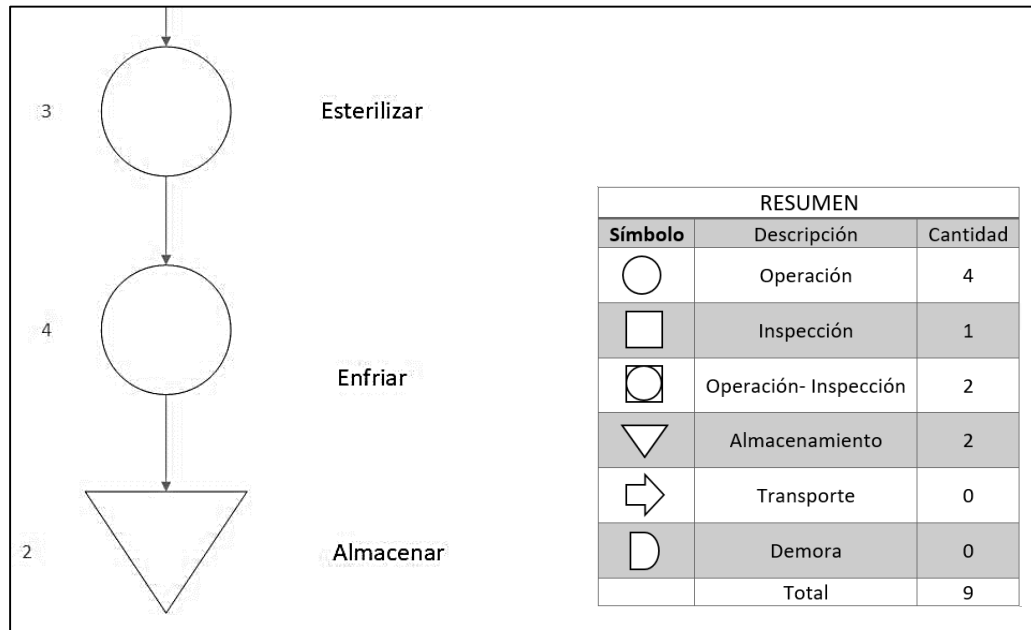 3 Esterilizar
4 Enfriar
2 Almacenar
RESUMEN
Símbolo Descripción Cantidad
Operación 4
Inspección 1
Operación- Inspección 2
Almacenamiento 2
Transporte 0
Demora 0
Total 9